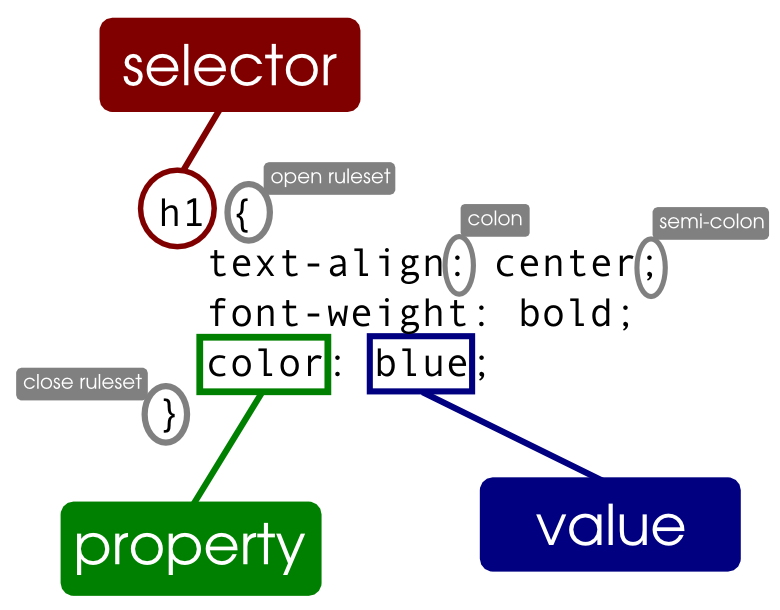 selector
open ruleset
h1 {
colon
semi-colon
text-align: center;
font-weight: bold;
color: blue;
close ruleset
}
property
value